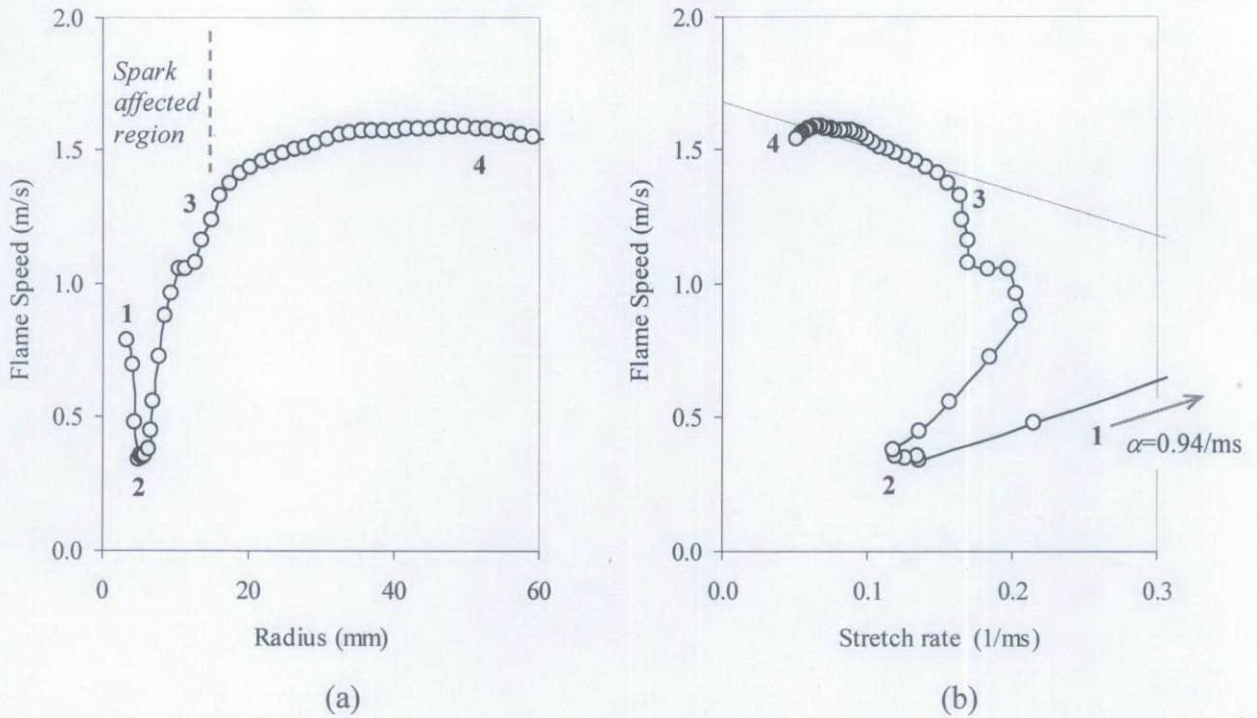 2.0
1.5
1.0
0.5
0.0
0
20
40
60
Flame Speed (m/s)
Radius (mm)
Spark
affected
region
1
2
3
4
(a)
2.0
1.5
1.0
0.5
0.0
0.0
0.1
0.2
0.3
Flame Speed (m/s)
Stretch rate (1/ms)
4
3
2
1
α=0.94/ms
(b)